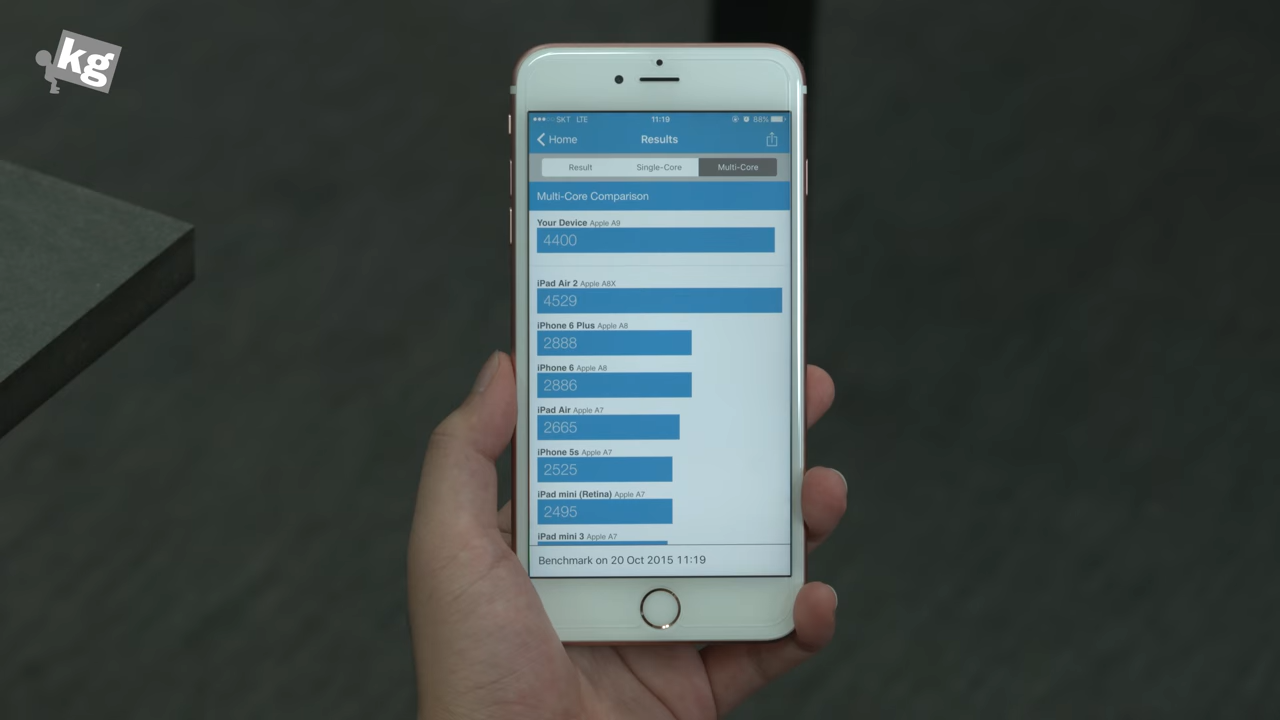 kg
SKT LTE 11:19 88%
Home Results
Result Single-Core Multi-Core
Multi-Core Comparison
Your Device Apple A9
4400
iPad Air 2 Apple A8X
4529
iPhone 6 Plus Apple A8
2888
iPhone 6 Apple A8
2886
iPad Air Apple A7
2665
iPhone 5s Apple A7
2525
iPad mini (Retina) Apple A7
2495
iPad mini 3 Apple A7
Benchmark on 20 Oct 2015 11:19